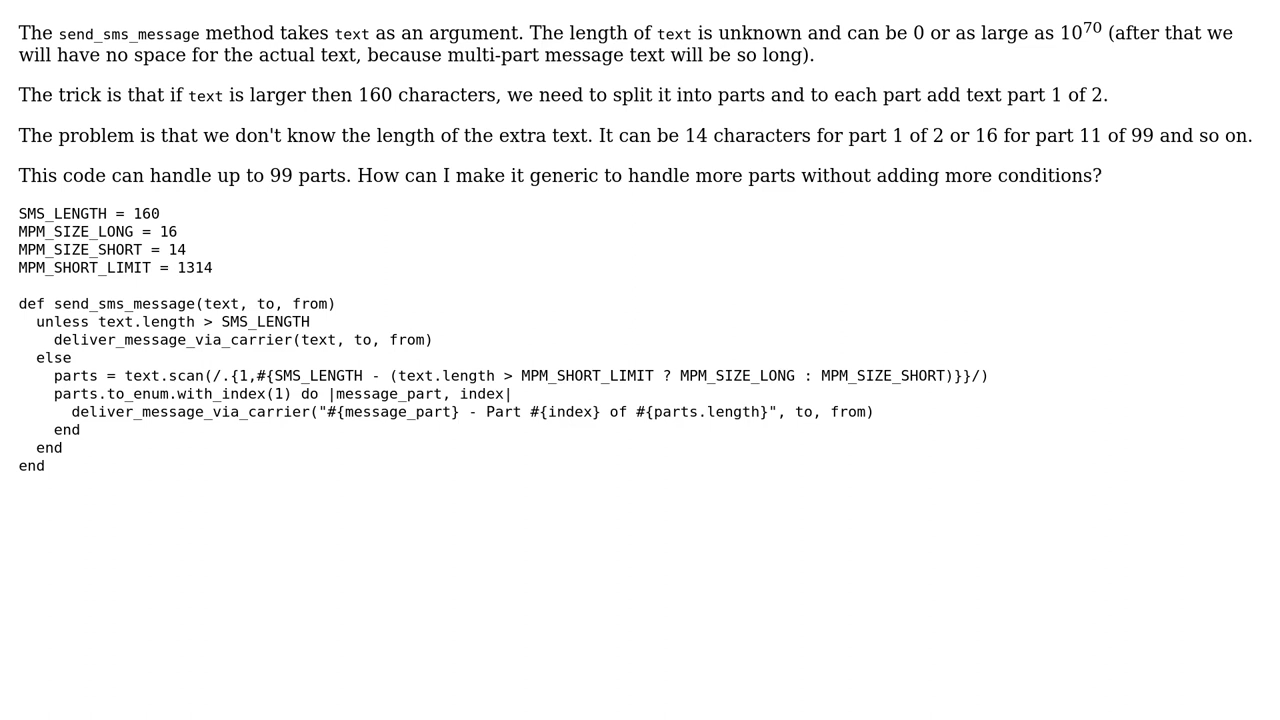 The send_sms_message method takes text as an argument. The length of text is unknown and can be 0 or as large as 10^70 (after that we
will have no space for the actual text, because multi-part message text will be so long).
The trick is that if text is larger then 160 characters, we need to split it into parts and to each part add text part 1 of 2.
The problem is that we don't know the length of the extra text. It can be 14 characters for part 1 of 2 or 16 for part 11 of 99 and so on.
This code can handle up to 99 parts. How can I make it generic to handle more parts without adding more conditions?
SMS_LENGTH = 160
MPM_SIZE_LONG = 16
MPM_SIZE_SHORT = 14
MPM_SHORT_LIMIT = 1314

def send_sms_message(text, to, from)
  unless text.length > SMS_LENGTH
    deliver_message_via_carrier(text, to, from)
  else
    parts = text.scan(/.{1,#{SMS_LENGTH - (text.length > MPM_SHORT_LIMIT ? MPM_SIZE_LONG : MPM_SIZE_SHORT)}}/)
    parts.to_enum.with_index(1) do |message_part, index|
      deliver_message_via_carrier("#{message_part} - Part #{index} of #{parts.length}", to, from)
    end
  end
end